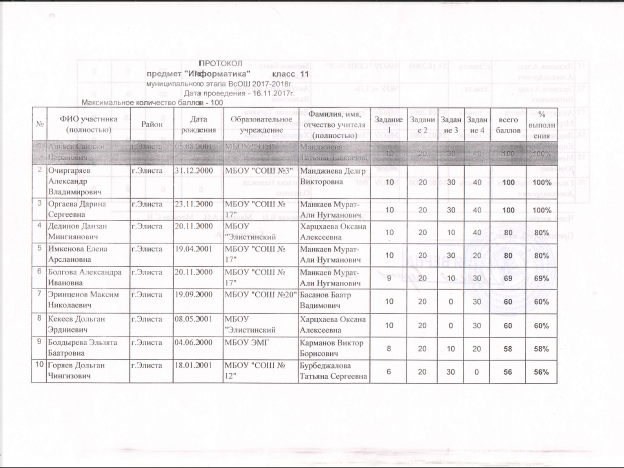 ПРОТОКОЛ
предмет "Информатика" класс 11
муниципального этапа ВсОШ 2017-2018г.
Дата проведения - 16.11.2017г.
Максимальное количество баллов - 100
№ ФИО участника (полностью) Район Дата рождения Образовательное учреждение Фамилия, имя, отчество учителя (полностью) Задание 1 Задание 2 Задание 3 Задание 4 всего баллов % выполнения
10 20 30 40 100 100%
2 Очиргаряев Александр Владимирович г.Элиста 31.12.2000 МБОУ "СОШ №3" Манджиева Делгр Викторовна 10 20 30 40 100 100%
3 Оргаева Дарина Сергеевна г.Элиста 23.11.2000 МБОУ "СОШ № 17" Манкаев Мурат-Али Нугманович 10 20 30 40 100 100%
4 Дединов Данзан Мингиянович г.Элиста 20.11.2000 МБОУ "Элистинский Харцхаева Оксана Алексеевна 10 20 10 40 80 80%
5 Имкенова Елена Арслановна г.Элиста 19.04.2001 МБОУ "СОШ № 17" Манкаев Мурат-Али Нугманович 10 20 30 20 80 80%
6 Болгова Александра Ивановна г.Элиста 20.11.2000 МБОУ "СОШ № 17" Манкаев Мурат-Али Нугманович 9 20 10 30 69 69%
7 Эринценов Максим Николаевич г.Элиста 19.09.2000 МБОУ "СОШ №20" Басанов Баатр Вадимович 10 20 0 30 60 60%
8 Кекеев Дольган Эрдниевич г.Элиста 08.05.2001 МБОУ "Элистинский Харцхаева Оксана Алексеевна 10 20 0 30 60 60%
9 Болдырева Эльзята Баатровна г.Элиста 04.06.2000 МБОУ ЭМГ Карманов Виктор Борисович 8 20 10 20 58 58%
10 Горяев Дольган Чингизович г.Элиста 18.01.2001 МБОУ "СОШ № 12" Бурбеджалова Татьяна Сергеевна 6 20 30 0 56 56%